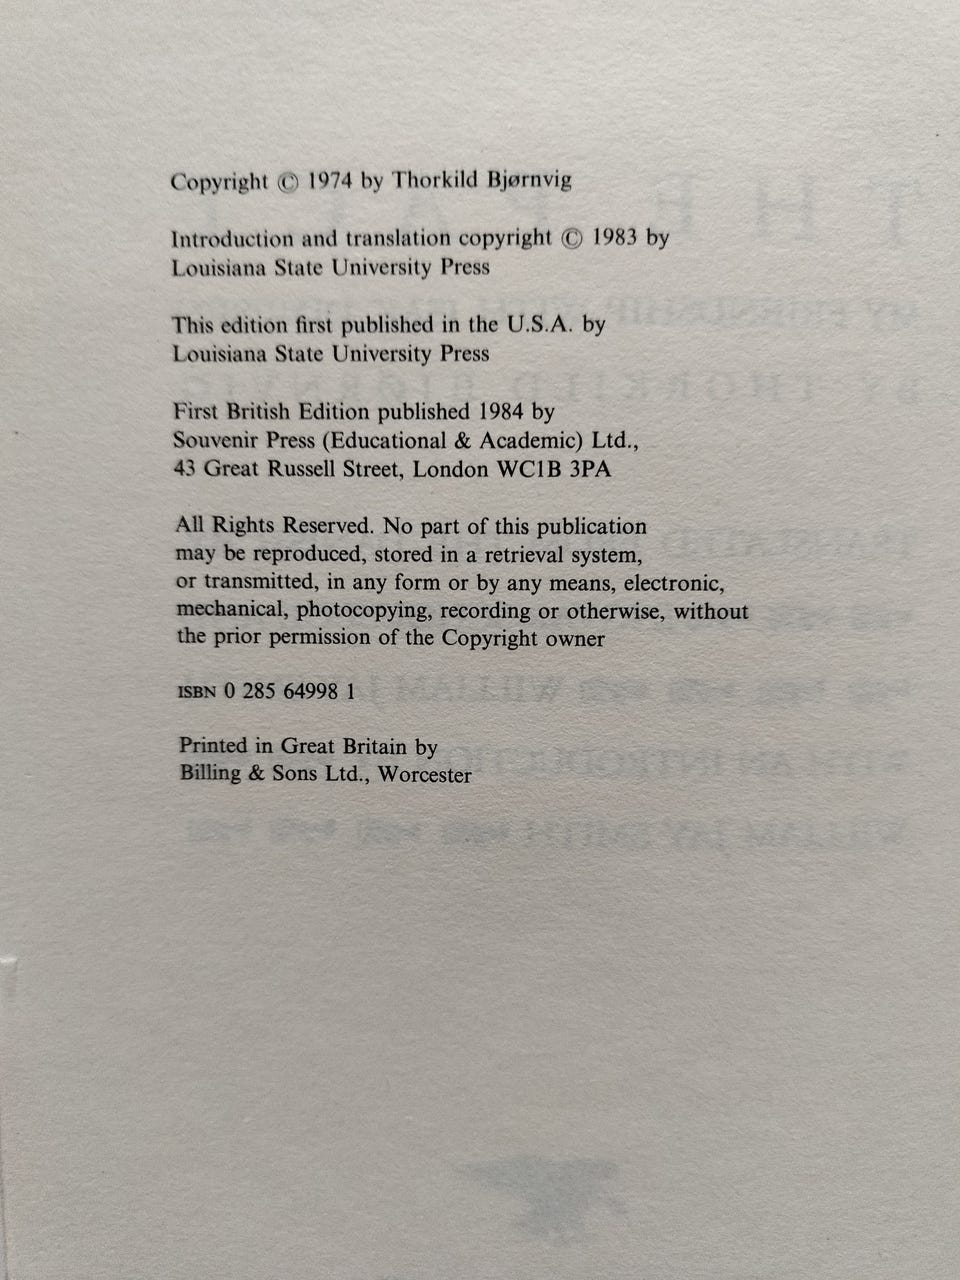 Copyright © 1974 by Thorkild Bjørnvig
Introduction and translation copyright © 1983 by
Louisiana State University Press
This edition first published in the U.S.A. by
Louisiana State University Press
First British Edition published 1984 by
Souvenir Press (Educational & Academic) Ltd.,
43 Great Russell Street, London WC1B 3PA
All Rights Reserved. No part of this publication
may be reproduced, stored in a retrieval system,
or transmitted, in any form or by any means, electronic,
mechanical, photocopying, recording or otherwise, without
the prior permission of the Copyright owner
ISBN 0 285 64998 1
Printed in Great Britain by
Billing & Sons Ltd., Worcester